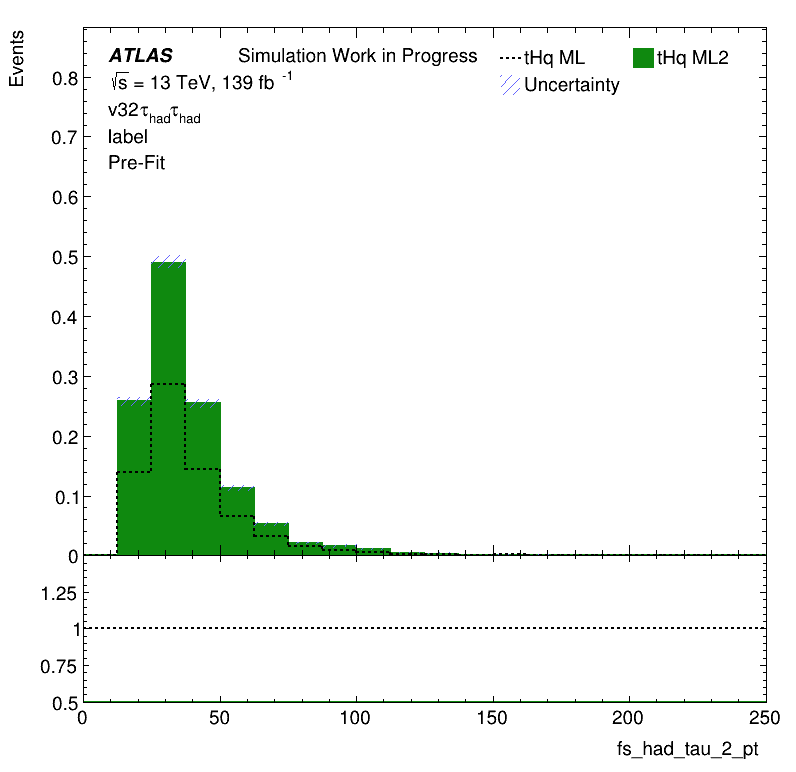 Events
ATLAS Simulation Work in Progress
√s = 13 TeV, 139 fb⁻¹
v32τhadτhad
label
Pre-Fit
tHq ML
tHq ML2
Uncertainty
0.8
0.7
0.6
0.5
0.4
0.3
0.2
0.1
0
1.25
1
0.75
0.5
0 50 100 150 200 250
fs_had_tau_2_pt